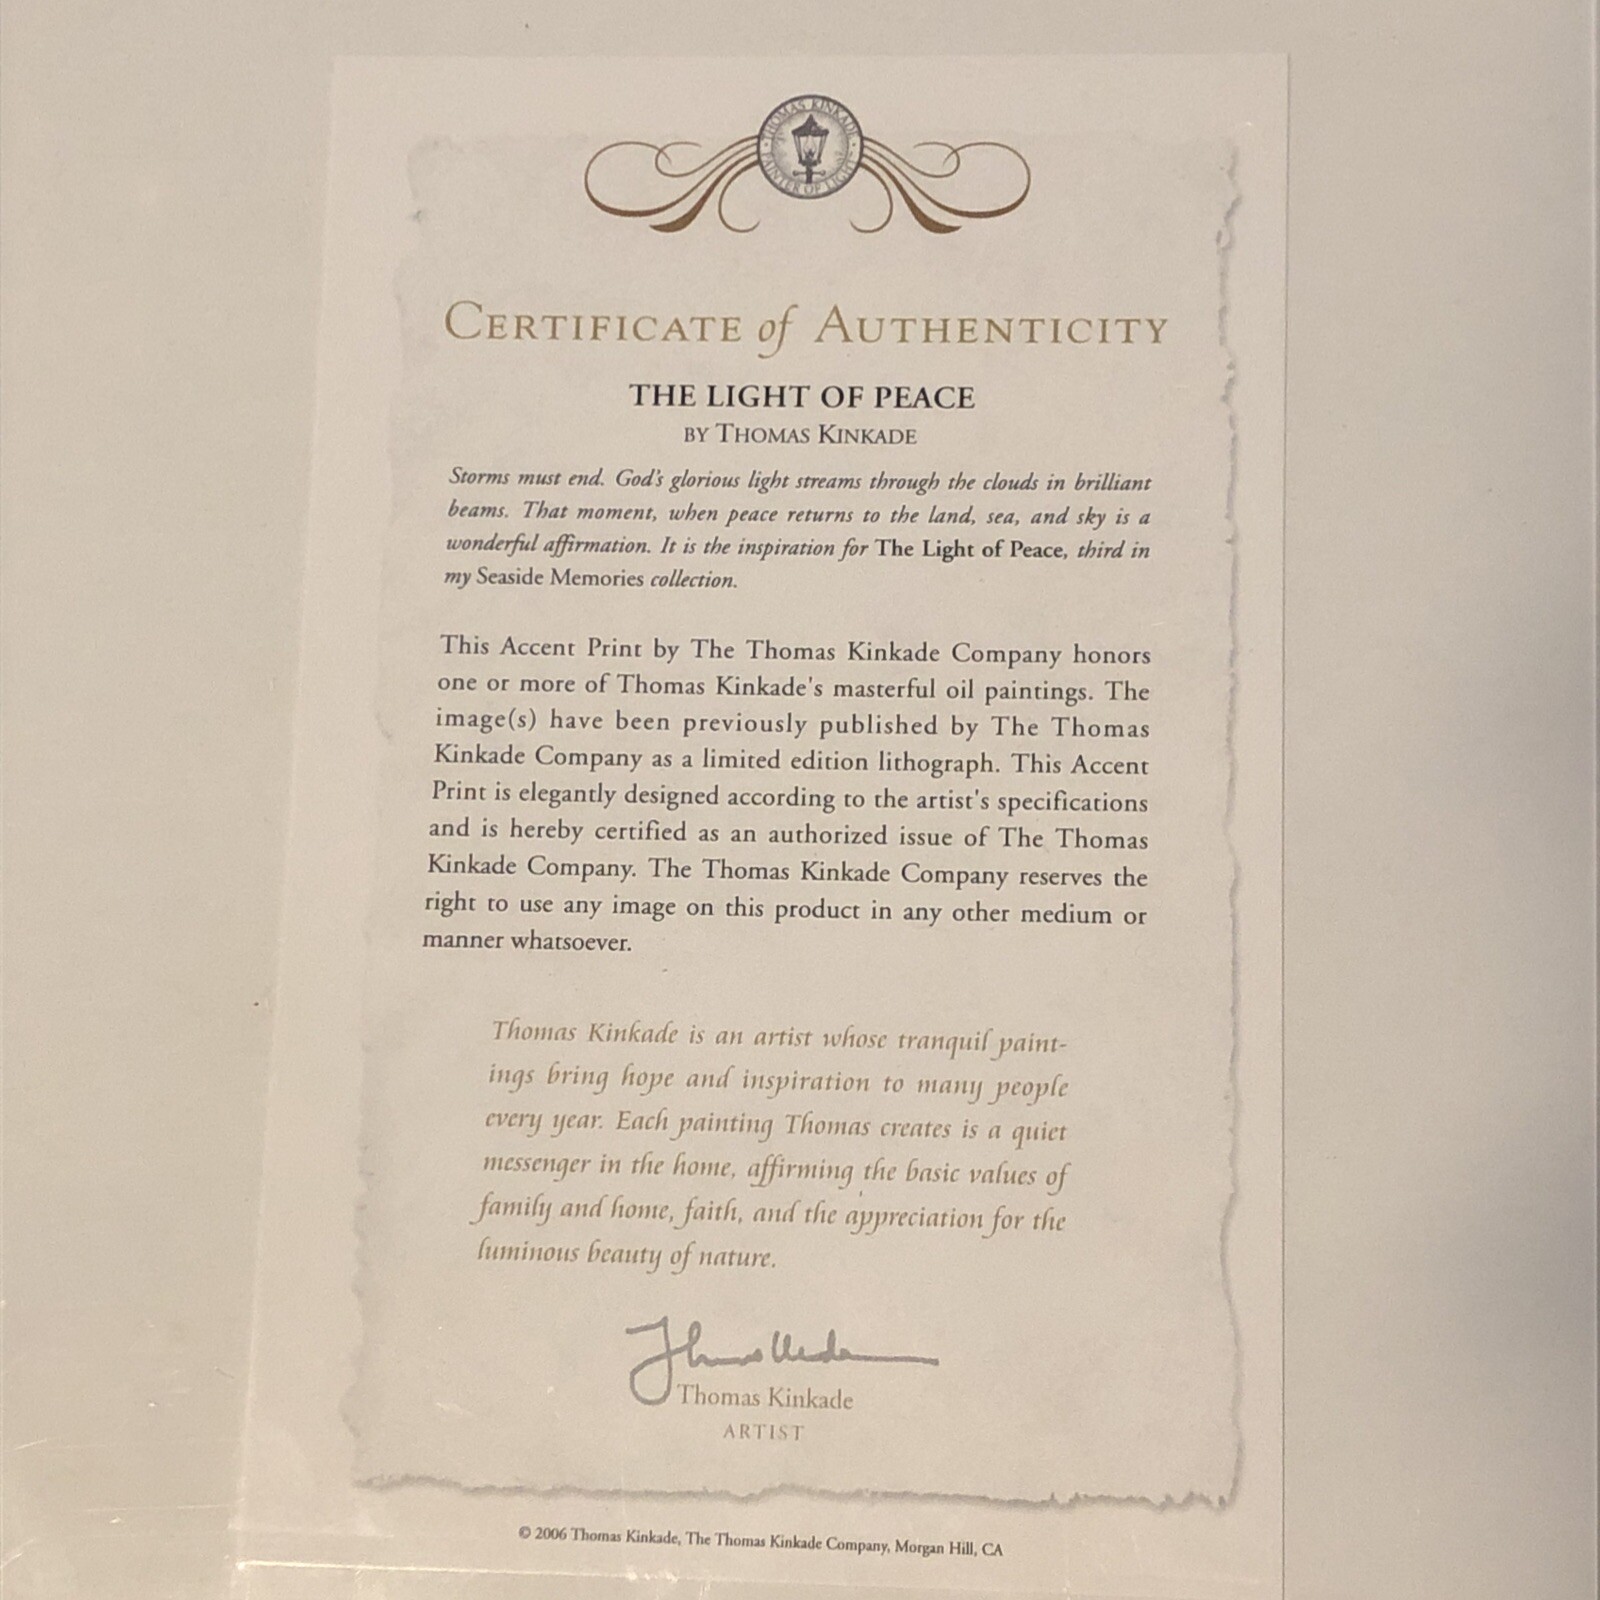 THOMAS KINKADE
PAINTER OF LIGHT
CERTIFICATE of AUTHENTICITY
THE LIGHT OF PEACE
BY THOMAS KINKADE
Storms must end. God's glorious light streams through the clouds in brilliant
beams. That moment, when peace returns to the land, sea, and sky is a
wonderful affirmation. It is the inspiration for The Light of Peace, third in
my Seaside Memories collection.
This Accent Print by The Thomas Kinkade Company honors
one or more of Thomas Kinkade's masterful oil paintings. The
image(s) have been previously published by The Thomas
Kinkade Company as a limited edition lithograph. This Accent
Print is elegantly designed according to the artist's specifications
and is hereby certified as an authorized issue of The Thomas
Kinkade Company. The Thomas Kinkade Company reserves the
right to use any image on this product in any other medium or
manner whatsoever.
Thomas Kinkade is an artist whose tranquil paint-
ings bring hope and inspiration to many people
every year. Each painting Thomas creates is a quiet
messenger in the home, affirming the basic values of
family and home, faith, and the appreciation for the
luminous beauty of nature.
Thomas Kinkade
ARTIST
© 2006 Thomas Kinkade, The Thomas Kinkade Company, Morgan Hill, CA